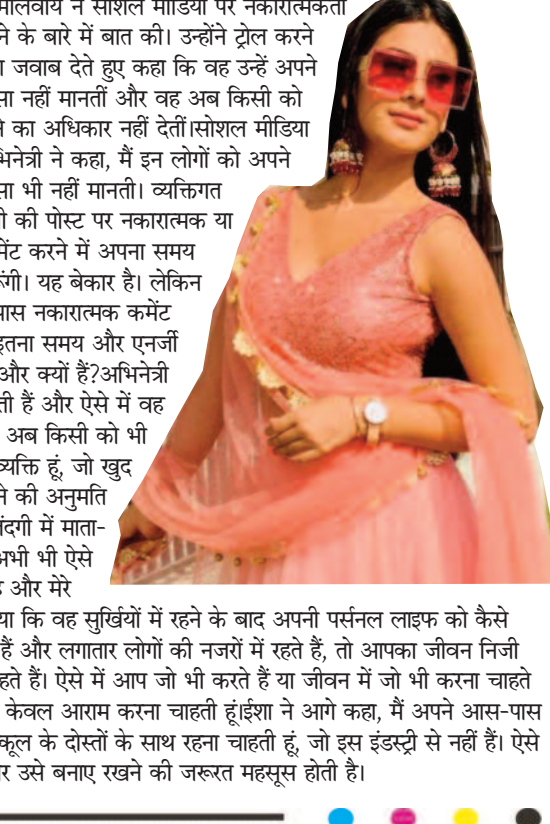 मालवीय ने सोशल मीडिया पर नकारात्मकता
ने के बारे में बात की। उन्होंने ट्रोल करने
जवाब देते हुए कहा कि वह उन्हें अपने
सा नहीं मानतीं और वह अब किसी को
का अधिकार नहीं देतीं।सोशल मीडिया
भिनेत्री ने कहा, मैं इन लोगों को अपने
सा भी नहीं मानती। व्यक्तिगत
की पोस्ट पर नकारात्मक या
मेंट करने में अपना समय
रूंगी। यह बेकार है। लेकिन
पास नकारात्मक कमेंट
इतना समय और एनर्जी
और क्यों हैं?अभिनेत्री
ती हैं और ऐसे में वह
अब किसी को भी
व्यक्ति हूं, जो खुद
ने की अनुमति
जंदगी में माता-
अभी भी ऐसे
और मेरे
या कि वह सुर्खियों में रहने के बाद अपनी पर्सनल लाइफ को कैसे
हैं और लगातार लोगों की नजरों में रहते हैं, तो आपका जीवन निजी
हते हैं। ऐसे में आप जो भी करते हैं या जीवन में जो भी करना चाहते
केवल आराम करना चाहती हूं।ईशा ने आगे कहा, मैं अपने आस-पास
कूल के दोस्तों के साथ रहना चाहती हूं, जो इस इंडस्ट्री से नहीं हैं। ऐसे
र उसे बनाए रखने की जरूरत महसूस होती है।